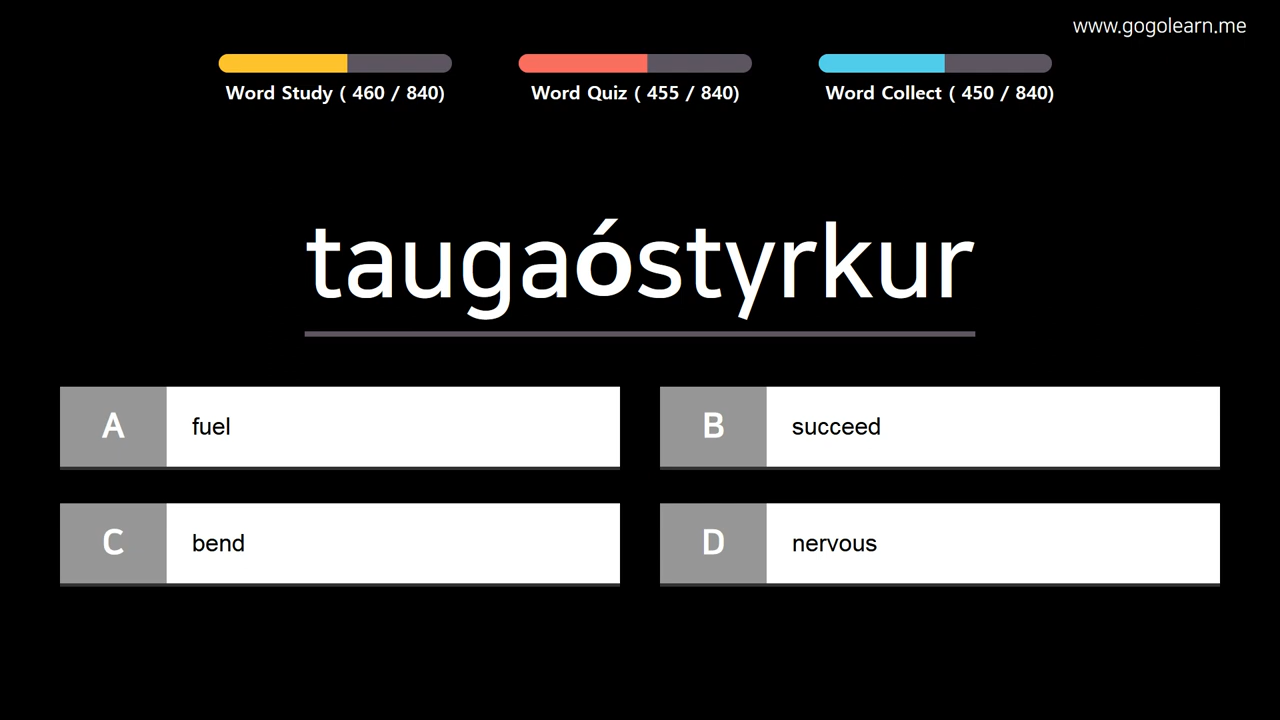 www.gogolearn.me
Word Study ( 460 / 840)
Word Quiz ( 455 / 840)
Word Collect ( 450 / 840)
taugaóstyrkur
A fuel
B succeed
C bend
D nervous